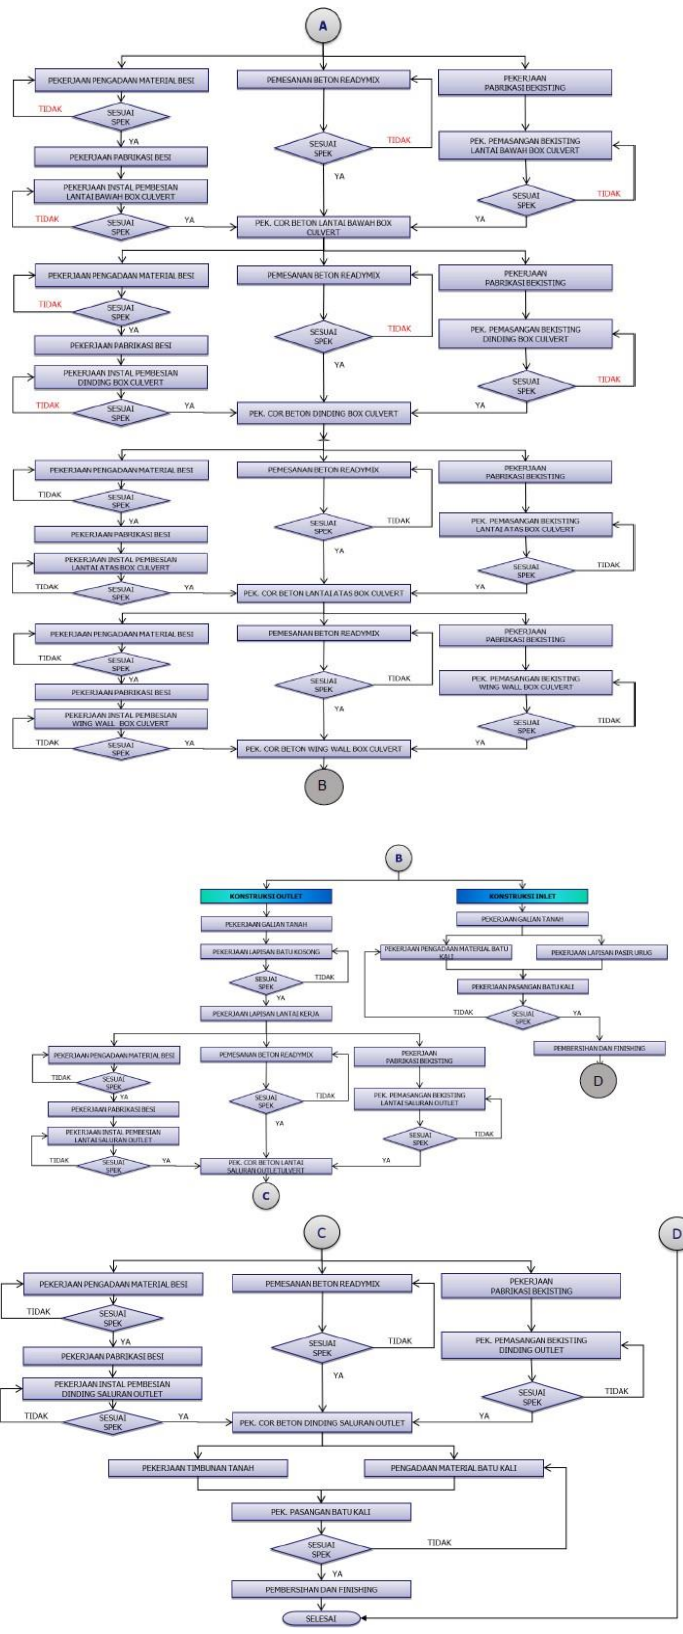 A
PEKERJAAN PENGADAAN MATERIAL BESI
PEMESANAN BETON READYMIX
PEKERJAAN
PABRIKASI BEKISTING
TIDAK
SESUAI
SPEK
YA
SESUAI
SPEK
TIDAK
YA
PEK. PEMASANGAN BEKISTING
LANTAI BAWAH BOX CULVERT
PEKERJAAN PABRIKASI BESI
PEKERJAAN INSTAL PEMBESIAN
LANTAI BAWAH BOX CULVERT
SESUAI
SPEK
TIDAK
YA
TIDAK
SESUAI
SPEK
YA
PEK. COR BETON LANTAI BAWAH BOX
CULVERT
PEKERJAAN PENGADAAN MATERIAL BESI
PEMESANAN BETON READYMIX
PEKERJAAN
PABRIKASI BEKISTING
TIDAK
SESUAI
SPEK
YA
SESUAI
SPEK
TIDAK
YA
PEK. PEMASANGAN BEKISTING
DINDING BOX CULVERT
PEKERJAAN PABRIKASI BESI
PEKERJAAN INSTAL PEMBESIAN
DINDING BOX CULVERT
SESUAI
SPEK
TIDAK
YA
TIDAK
SESUAI
SPEK
YA
PEK. COR BETON DINDING BOX CULVERT
PEKERJAAN PENGADAAN MATERIAL BESI
PEMESANAN BETON READYMIX
PEKERJAAN
PABRIKASI BEKISTING
TIDAK
SESUAI
SPEK
YA
SESUAI
SPEK
TIDAK
YA
PEK. PEMASANGAN BEKISTING
LANTAI ATAS BOX CULVERT
PEKERJAAN PABRIKASI BESI
PEKERJAAN INSTAL PEMBESIAN
LANTAI ATAS BOX CULVERT
SESUAI
SPEK
TIDAK
YA
TIDAK
SESUAI
SPEK
YA
PEK. COR BETON LANTAI ATAS BOX CULVERT
PEKERJAAN PENGADAAN MATERIAL BESI
PEMESANAN BETON READYMIX
PEKERJAAN
PABRIKASI BEKISTING
TIDAK
SESUAI
SPEK
YA
SESUAI
SPEK
TIDAK
YA
PEK. PEMASANGAN BEKISTING
WING WALL BOX CULVERT
PEKERJAAN PABRIKASI BESI
PEKERJAAN INSTAL PEMBESIAN
WING WALL BOX CULVERT
SESUAI
SPEK
TIDAK
YA
TIDAK
SESUAI
SPEK
YA
PEK. COR BETON WING WALL BOX CULVERT
B
B
KONSTRUKSI OUTLET
KONSTRUKSI INLET
PEKERJAAN GALIAN TANAH
PEKERJAAN GALIAN TANAH
PEKERJAAN LAPISAN BATU KOSONG
PEKERJAAN PENGADAAN MATERIAL BATU
KALI
PEKERJAAN LAPISAN PASIR URUG
SESUAI
SPEK
TIDAK
YA
PEKERJAAN PASANGAN BATU KALI
PEKERJAAN LAPISAN LANTAI KERJA
TIDAK
SESUAI
SPEK
YA
PEMBERSIHAN DAN FINISHING
D
PEKERJAAN PENGADAAN MATERIAL BESI
PEMESANAN BETON READYMIX
PEKERJAAN
PABRIKASI BEKISTING
TIDAK
SESUAI
SPEK
YA
SESUAI
SPEK
TIDAK
YA
PEK. PEMASANGAN BEKISTING
LANTAI SALURAN OUTLET
PEKERJAAN PABRIKASI BESI
PEKERJAAN INSTAL PEMBESIAN
LANTAI SALURAN OUTLET
SESUAI
SPEK
TIDAK
YA
TIDAK
SESUAI
SPEK
YA
PEK. COR BETON LANTAI
SALURAN OUTLETULVERT
C
C
D
PEKERJAAN PENGADAAN MATERIAL BESI
PEMESANAN BETON READYMIX
PEKERJAAN
PABRIKASI BEKISTING
TIDAK
SESUAI
SPEK
YA
SESUAI
SPEK
TIDAK
YA
PEK. PEMASANGAN BEKISTING
DINDING OUTLET
PEKERJAAN PABRIKASI BESI
PEKERJAAN INSTAL PEMBESIAN
DINDING SALURAN OUTLET
SESUAI
SPEK
TIDAK
YA
TIDAK
SESUAI
SPEK
YA
PEK. COR BETON DINDING SALURAN OUTLET
PEKERJAAN TIMBUNAN TANAH
PENGADAAN MATERIAL BATU KALI
PEK. PASANGAN BATU KALI
SESUAI
SPEK
TIDAK
YA
PEMBERSIHAN DAN FINISHING
SELESAI